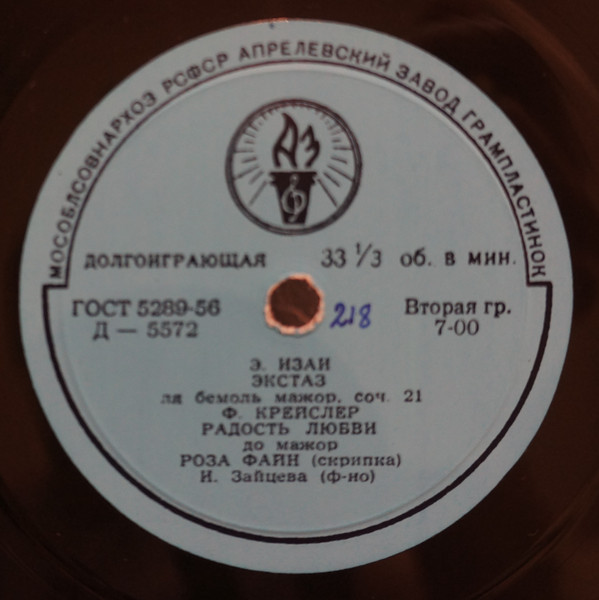 МОСОБЛСОВНАРХОЗ РСФСР АПРЕЛЕВСКИЙ ЗАВОД ГРАМПЛАСТИНОК
АЗ
ДОЛГОИГРАЮЩАЯ 33 1/3 об. в мин.
ГОСТ 5289-56 Вторая гр.
Д — 5572 218 7-00
Э. ИЗАИ
ЭКСТАЗ
ля бемоль мажор, соч. 21
Ф. КРЕЙСЛЕР
РАДОСТЬ ЛЮБВИ
до мажор
РОЗА ФАЙН (скрипка)
И. Зайцева (ф-но)